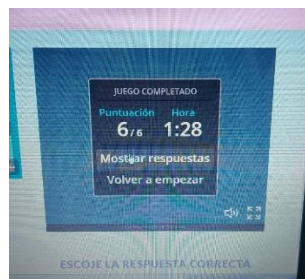 JUEGO COMPLETADO
Puntuación Hora
6/6 1:28
Mostrar respuestas
Volver a empezar
ESCOJE LA RESPUESTA CORRECTA